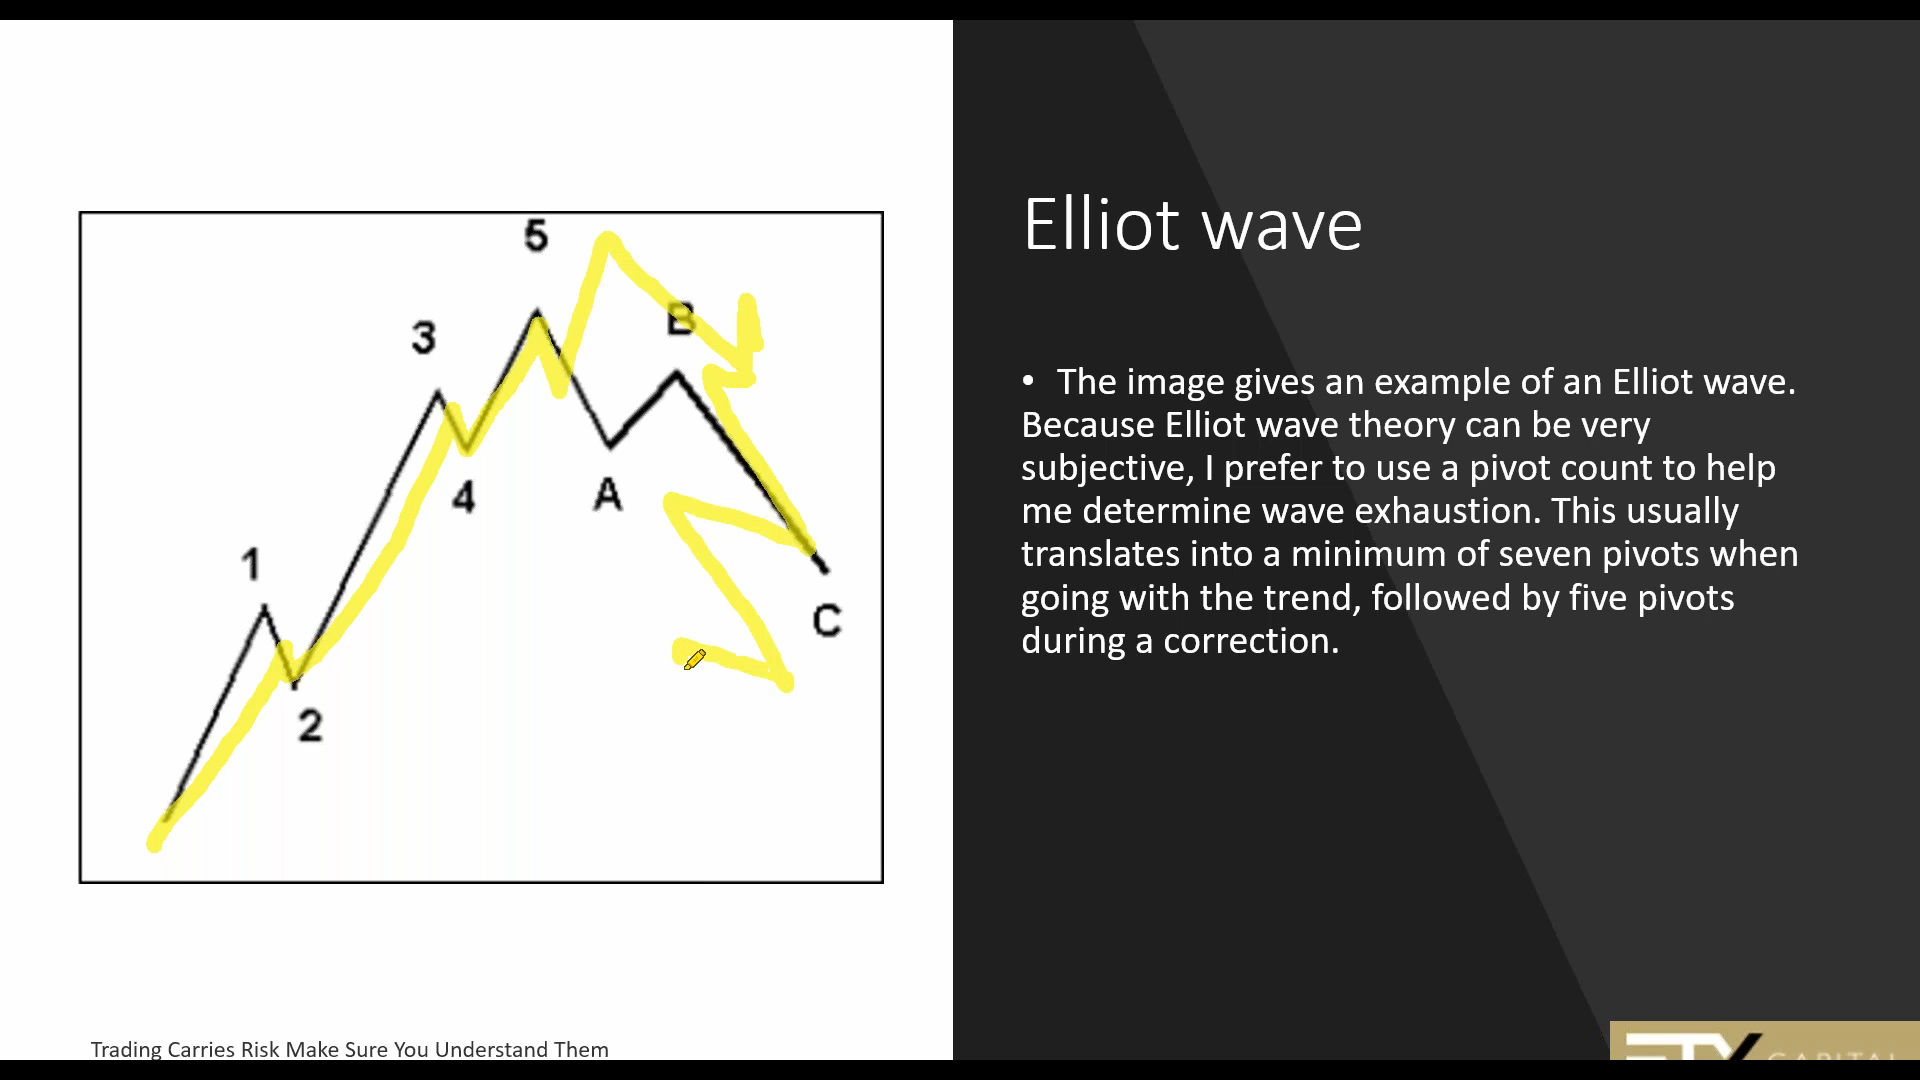 5
3
B
4
A
1
C
2
Elliot wave
• The image gives an example of an Elliot wave.
Because Elliot wave theory can be very
subjective, I prefer to use a pivot count to help
me determine wave exhaustion. This usually
translates into a minimum of seven pivots when
going with the trend, followed by five pivots
during a correction.
Trading Carries Risk Make Sure You Understand Them